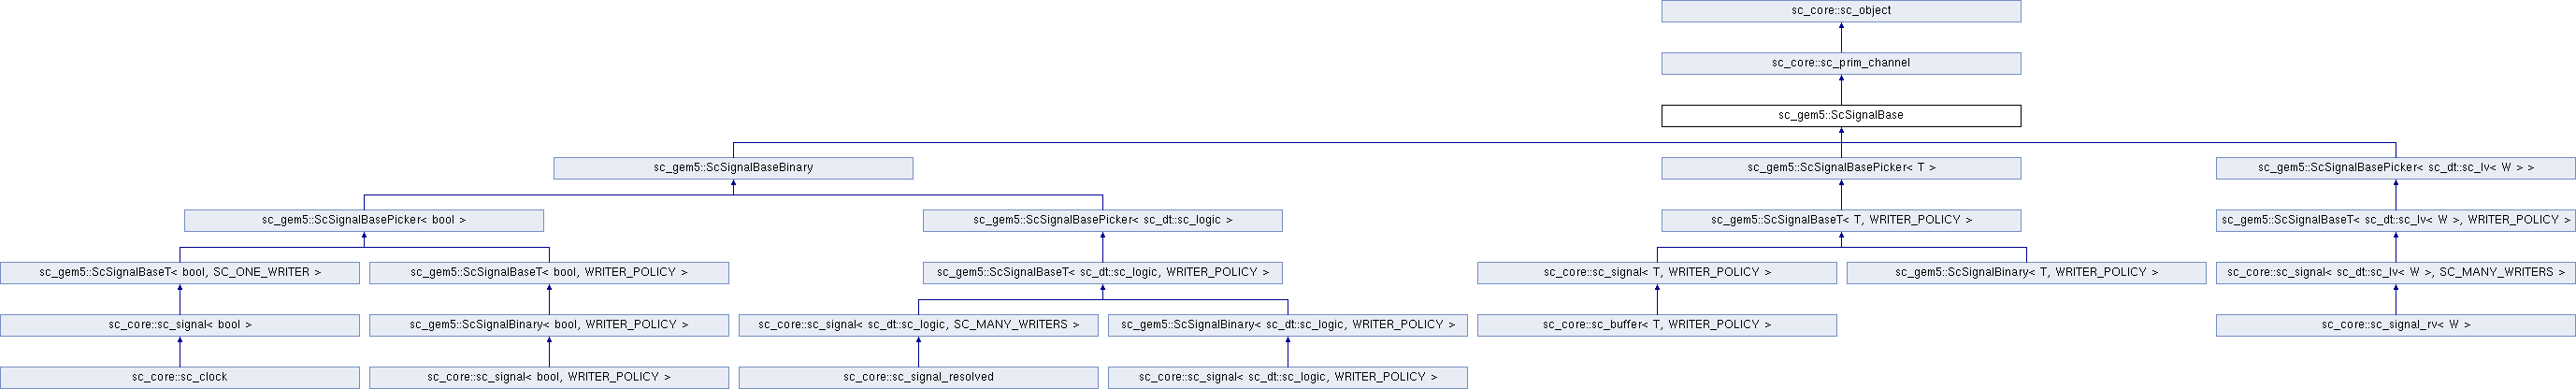 sc_core::sc_object
sc_core::sc_prim_channel
sc_gem5::ScSignalBase
sc_gem5::ScSignalBaseBinary
sc_gem5::ScSignalBasePicker< T >
sc_gem5::ScSignalBasePicker< sc_dt::sc_lv< W > >
sc_gem5::ScSignalBasePicker< bool >
sc_gem5::ScSignalBasePicker< sc_dt::sc_logic >
sc_gem5::ScSignalBaseT< T, WRITER_POLICY >
sc_gem5::ScSignalBaseT< sc_dt::sc_lv< W >, WRITER_POLICY >
sc_gem5::ScSignalBaseT< bool, SC_ONE_WRITER >
sc_gem5::ScSignalBaseT< bool, WRITER_POLICY >
sc_gem5::ScSignalBaseT< sc_dt::sc_logic, WRITER_POLICY >
sc_core::sc_signal< T, WRITER_POLICY >
sc_gem5::ScSignalBinary< T, WRITER_POLICY >
sc_core::sc_signal< sc_dt::sc_lv< W >, SC_MANY_WRITERS >
sc_core::sc_signal< bool >
sc_gem5::ScSignalBinary< bool, WRITER_POLICY >
sc_core::sc_signal< sc_dt::sc_logic, SC_MANY_WRITERS >
sc_gem5::ScSignalBinary< sc_dt::sc_logic, WRITER_POLICY >
sc_core::sc_buffer< T, WRITER_POLICY >
sc_core::sc_signal_rv< W >
sc_core::sc_clock
sc_core::sc_signal< bool, WRITER_POLICY >
sc_core::sc_signal_resolved
sc_core::sc_signal< sc_dt::sc_logic, WRITER_POLICY >